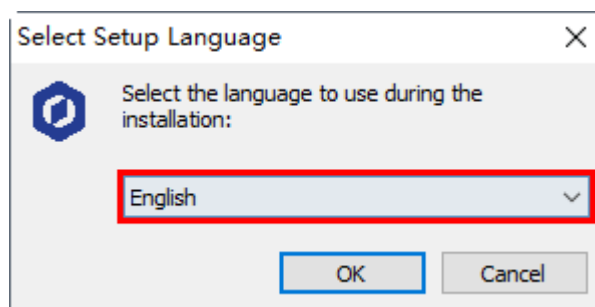 Select Setup Language
Select the language to use during the
installation:
English
OK
Cancel